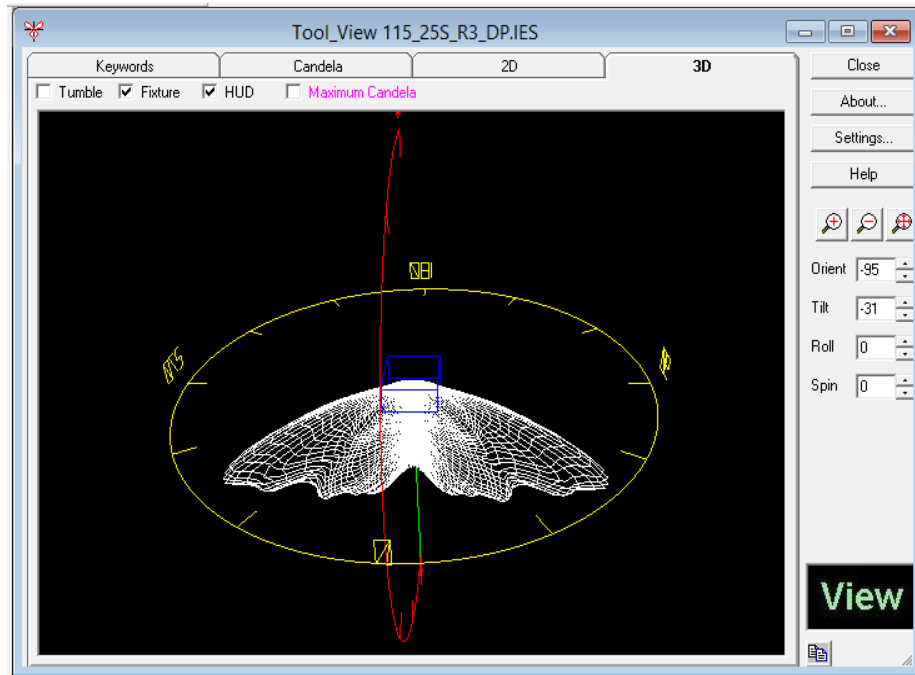 Tool_View 115_25S_R3_DP.IES
Keywords Candela 2D 3D
Tumble Fixture HUD Maximum Candela
Close
About...
Settings...
Help
Orient -95
Tilt -31
Roll 0
Spin 0
View